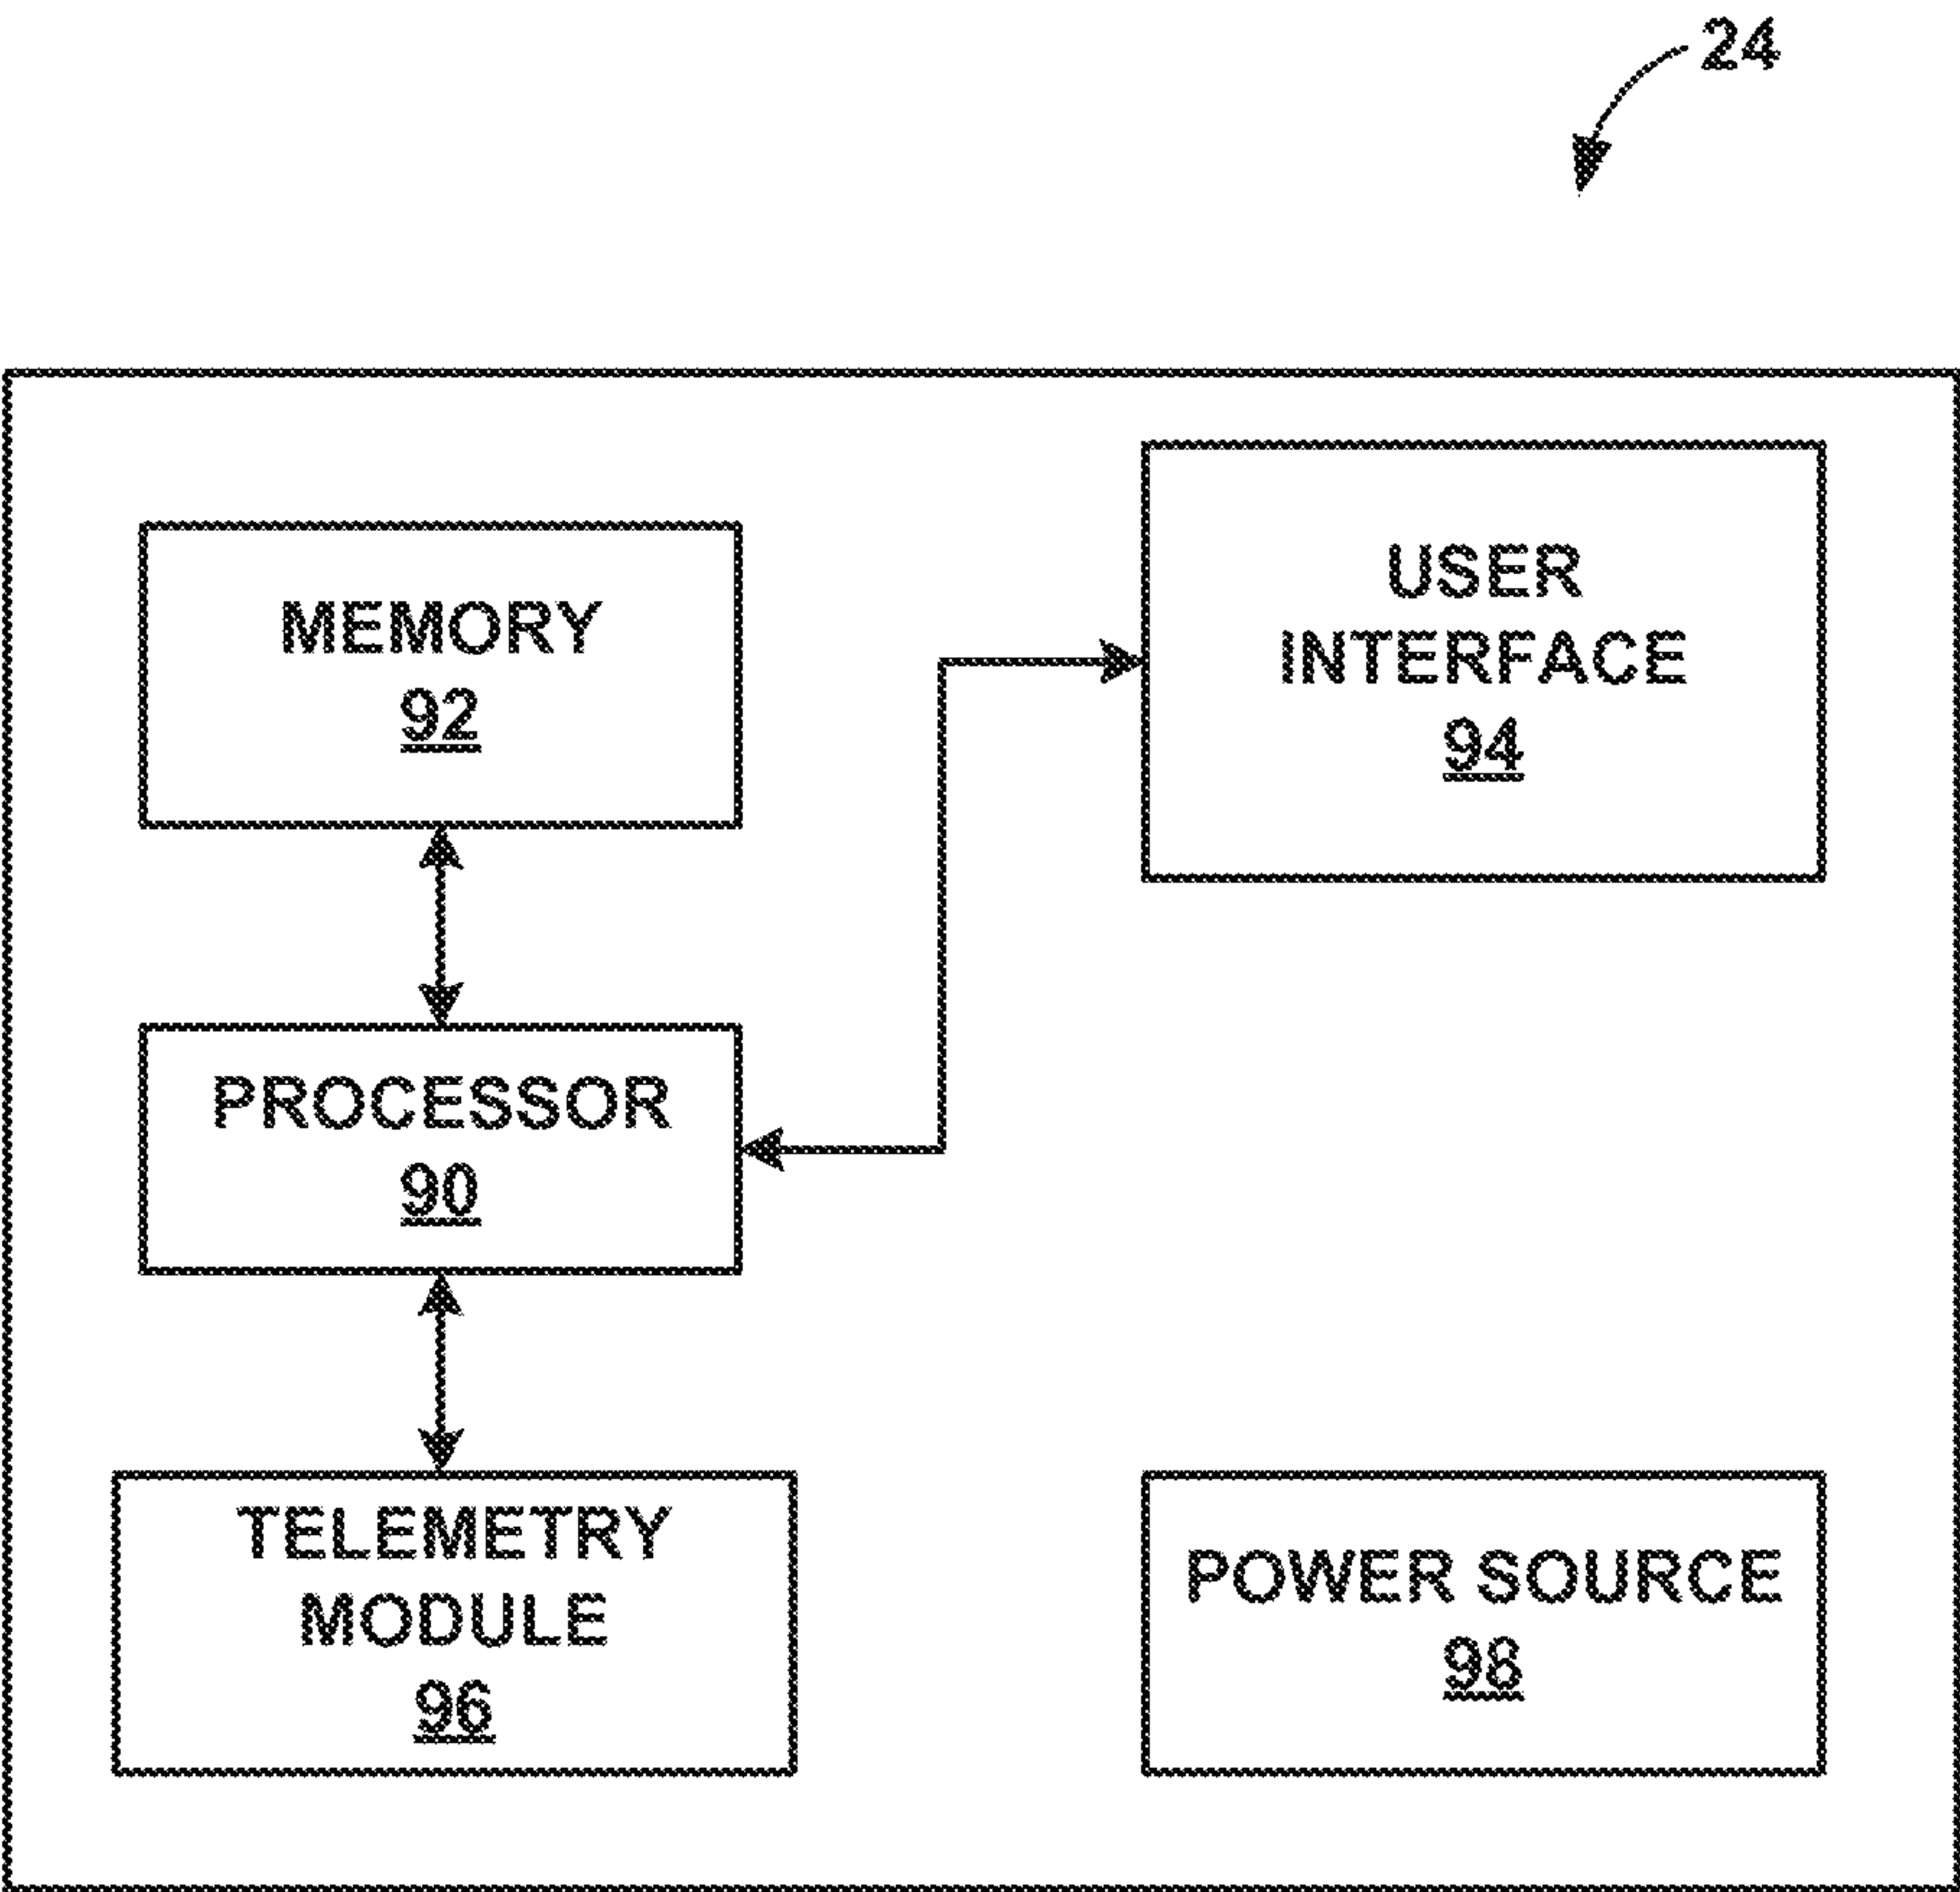 24
MEMORY
92
USER
INTERFACE
94
PROCESSOR
90
TELEMETRY
MODULE
96
POWER SOURCE
98